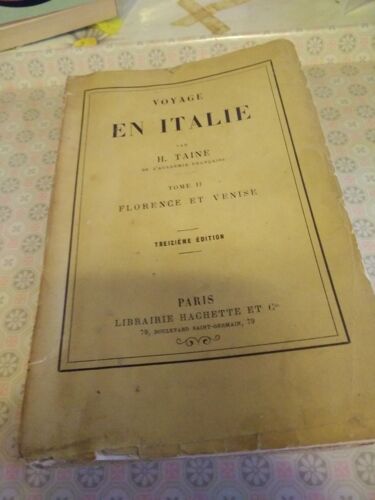 VOYAGE
EN ITALIE
PAR
H. TAINE
DE L'ACADÉMIE FRANÇAISE
TOME II
FLORENCE ET VENISE
TREIZIÈME ÉDITION
PARIS
LIBRAIRIE HACHETTE ET Cie
79, BOULEVARD SAINT-GERMAIN, 79